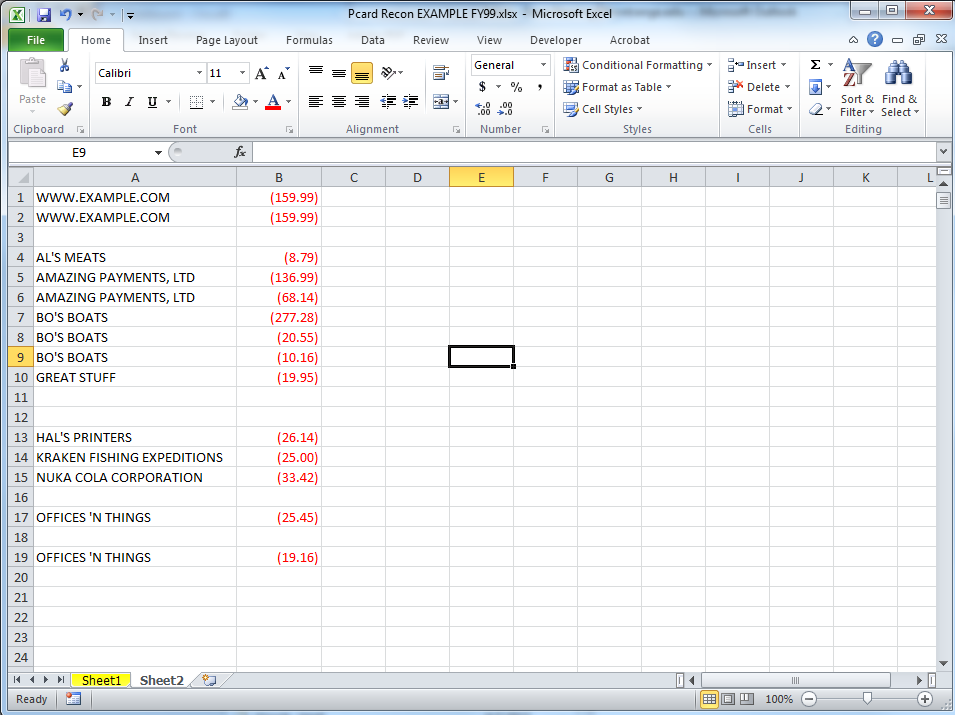 Pcard Recon EXAMPLE FY99.xlsx - Microsoft Excel
File Home Insert Page Layout Formulas Data Review View Developer Acrobat
Paste
Calibri 11
General
Conditional Formatting
Format as Table
Cell Styles
Insert
Delete
Format
Σ
Sort & Filter
Find & Select
B I U A
$ % ,
Clipboard Font Alignment Number Styles Cells Editing
E9 fx
A B C D E F G H I J K L
1 WWW.EXAMPLE.COM (159.99)
2 WWW.EXAMPLE.COM (159.99)
3
4 AL'S MEATS (8.79)
5 AMAZING PAYMENTS, LTD (136.99)
6 AMAZING PAYMENTS, LTD (68.14)
7 BO'S BOATS (277.28)
8 BO'S BOATS (20.55)
9 BO'S BOATS (10.16)
10 GREAT STUFF (19.95)
11
12
13 HAL'S PRINTERS (26.14)
14 KRAKEN FISHING EXPEDITIONS (25.00)
15 NUKA COLA CORPORATION (33.42)
16
17 OFFICES 'N THINGS (25.45)
18
19 OFFICES 'N THINGS (19.16)
20
21
22
23
24
Sheet1 Sheet2
Ready 100%